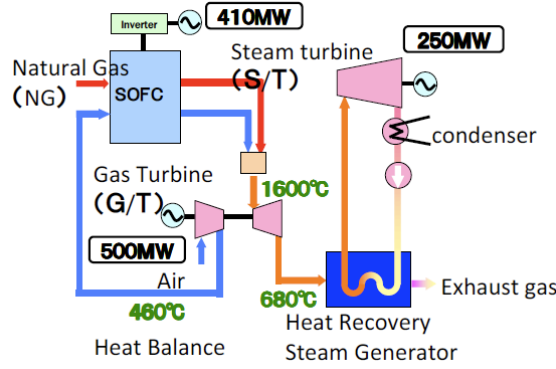 Inverter
410MW
Steam turbine
(S/T)
250MW
Natural Gas
(NG)
SOFC
condenser
Gas Turbine
(G/T)
1600℃
500MW
Air
460℃
680℃
Exhaust gas
Heat Balance
Heat Recovery
Steam Generator